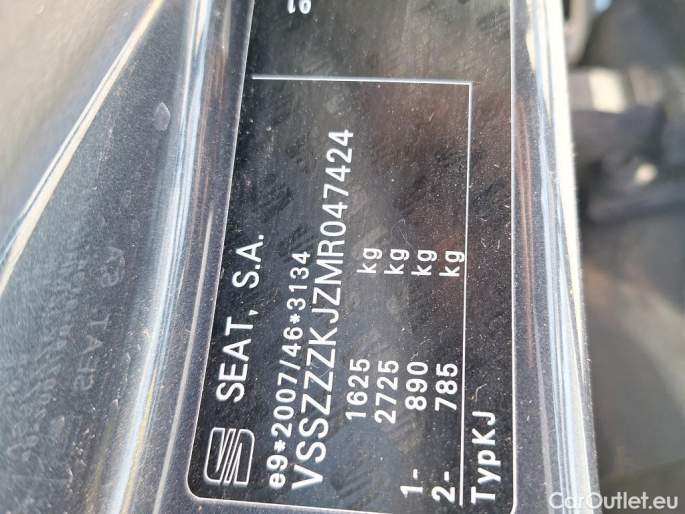 SEAT, S.A.
e9*2007/46*3134
VSSZZZKJZMR047424
1625 kg
2725 kg
1- 890 kg
2- 785 kg
TypKJ
CarOutlet.eu